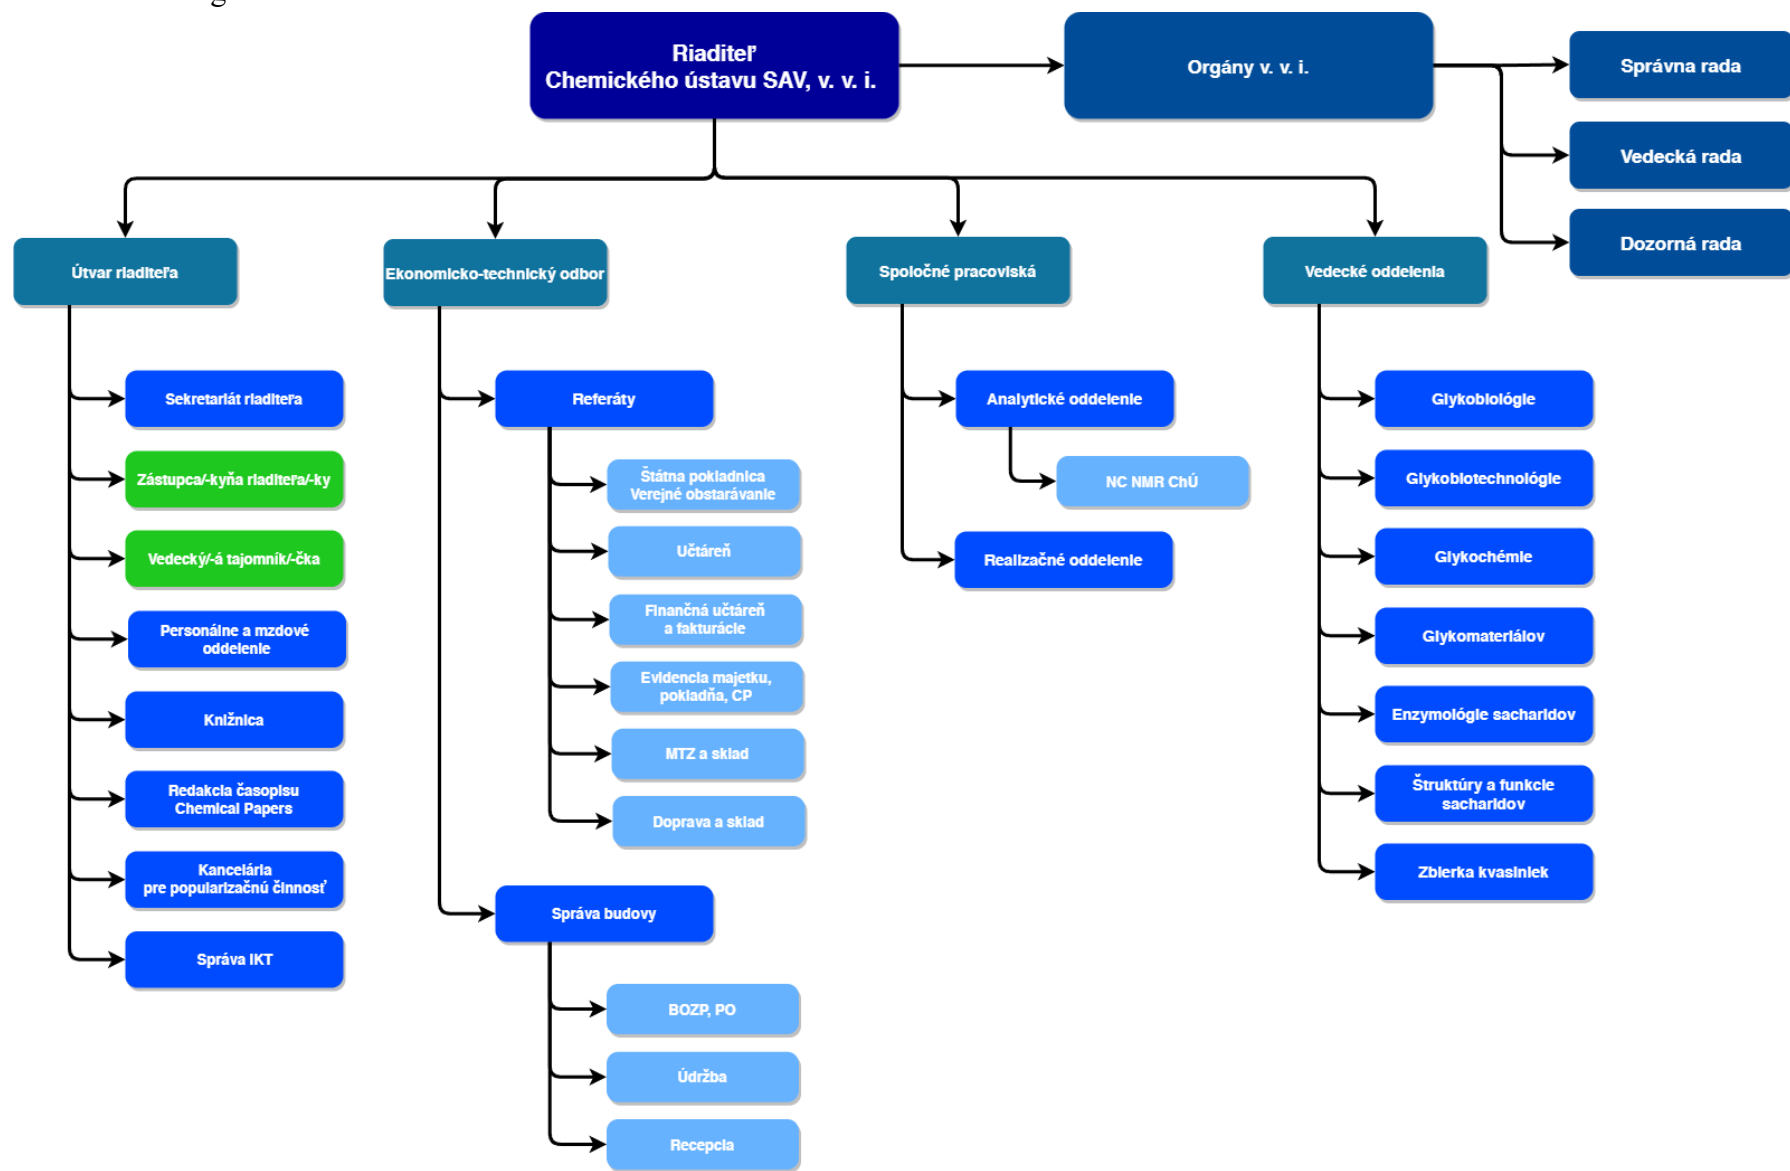 g
Riaditeľ
Chemického ústavu SAV, v. v. i.
Orgány v. v. i.
Správna rada
Vedecká rada
Dozorná rada
Útvar riaditeľa
Ekonomicko-technický odbor
Spoločné pracoviská
Vedecké oddelenia
Sekretariát riaditeľa
Zástupca/-kyňa riaditeľa/-ky
Vedecký/-á tajomník/-čka
Personálne a mzdové
oddelenie
Knižnica
Redakcia časopisu
Chemical Papers
Kancelária
pre popularizačnú činnosť
Správa IKT
Referáty
Štátna pokladnica
Verejné obstarávanie
Učtáreň
Finančná učtáreň
a fakturácie
Evidencia majetku,
pokladňa, CP
MTZ a sklad
Doprava a sklad
Správa budovy
BOZP, PO
Údržba
Recepcia
Analytické oddelenie
NC NMR ChÚ
Realizačné oddelenie
Glykobiológie
Glykobiotechnológie
Glykochémie
Glykomateriálov
Enzymológie sacharidov
Štruktúry a funkcie
sacharidov
Zbierka kvasiniek